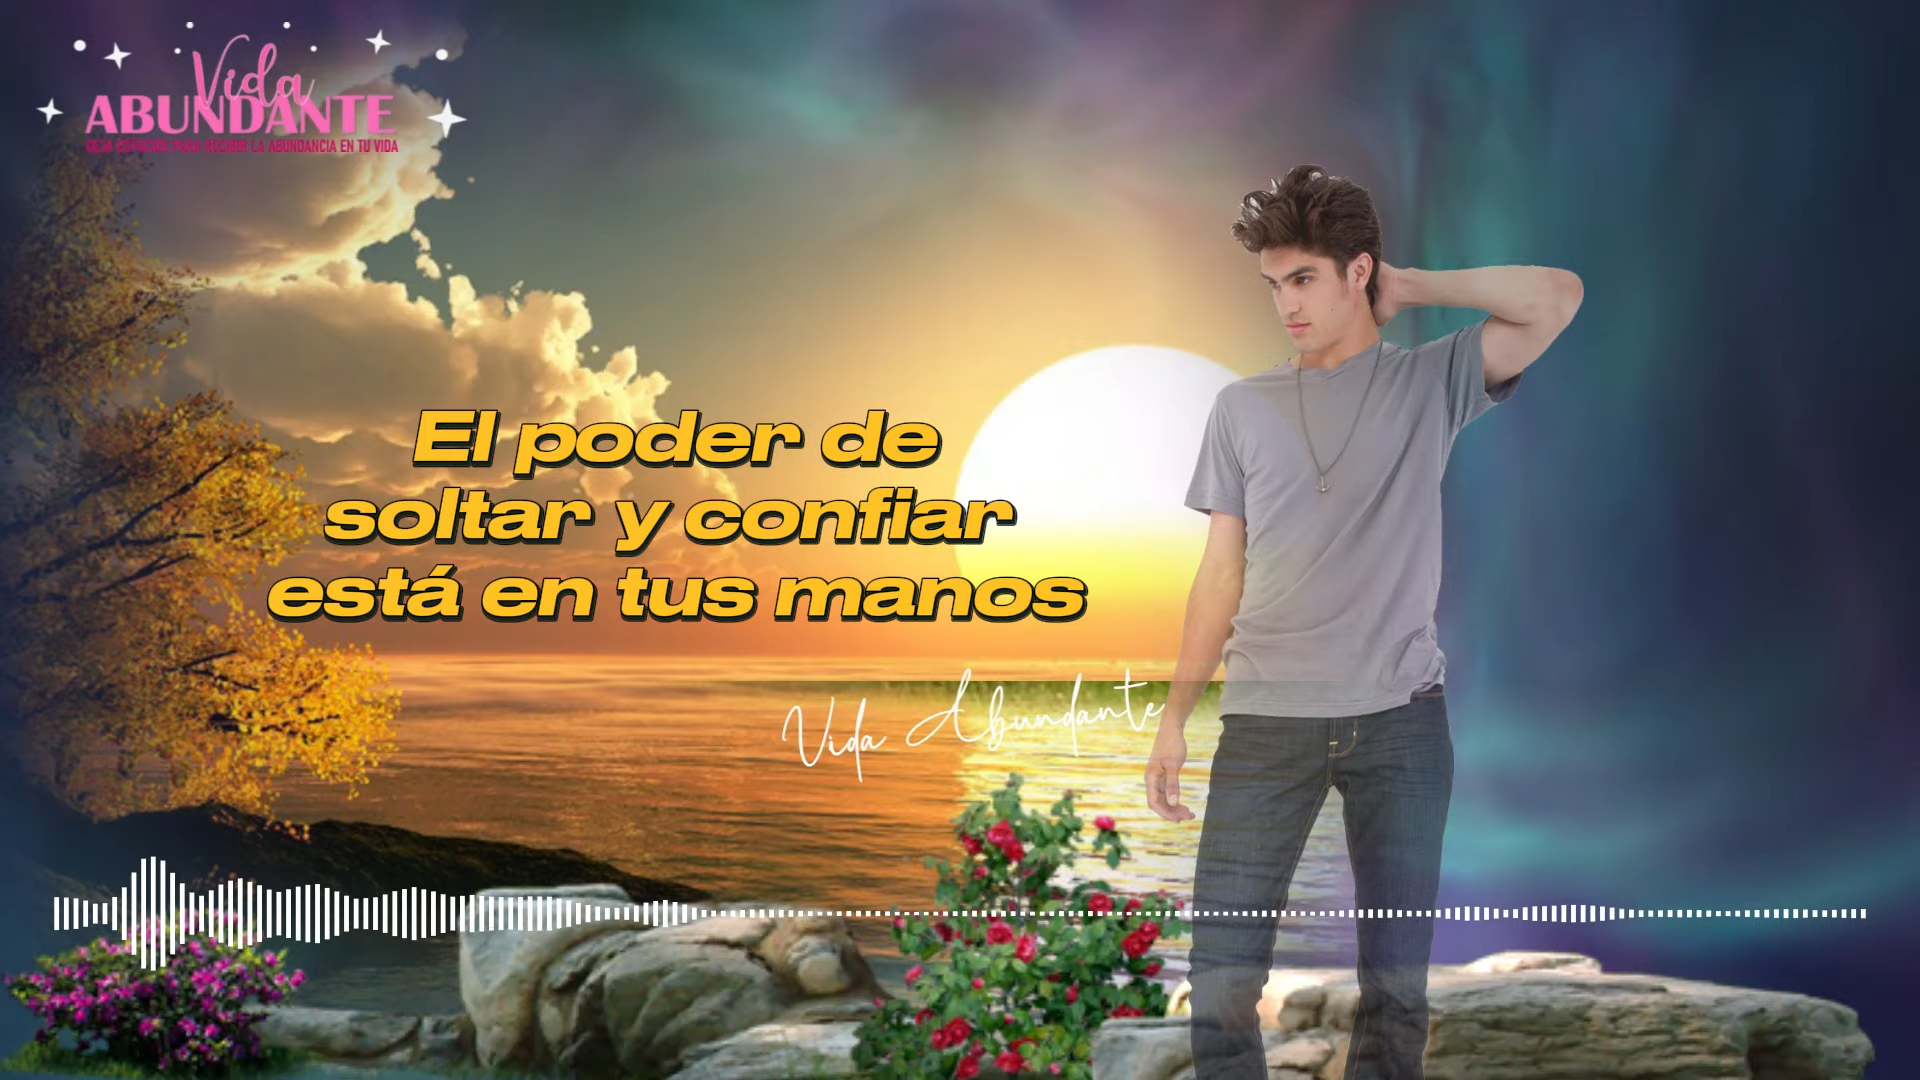 Vida
ABUNDANTE
DEJA ESPACIOS PARA RECIBIR LA ABUNDANCIA EN TU VIDA
El poder de
soltar y confiar
está en tus manos
Vida Abundante